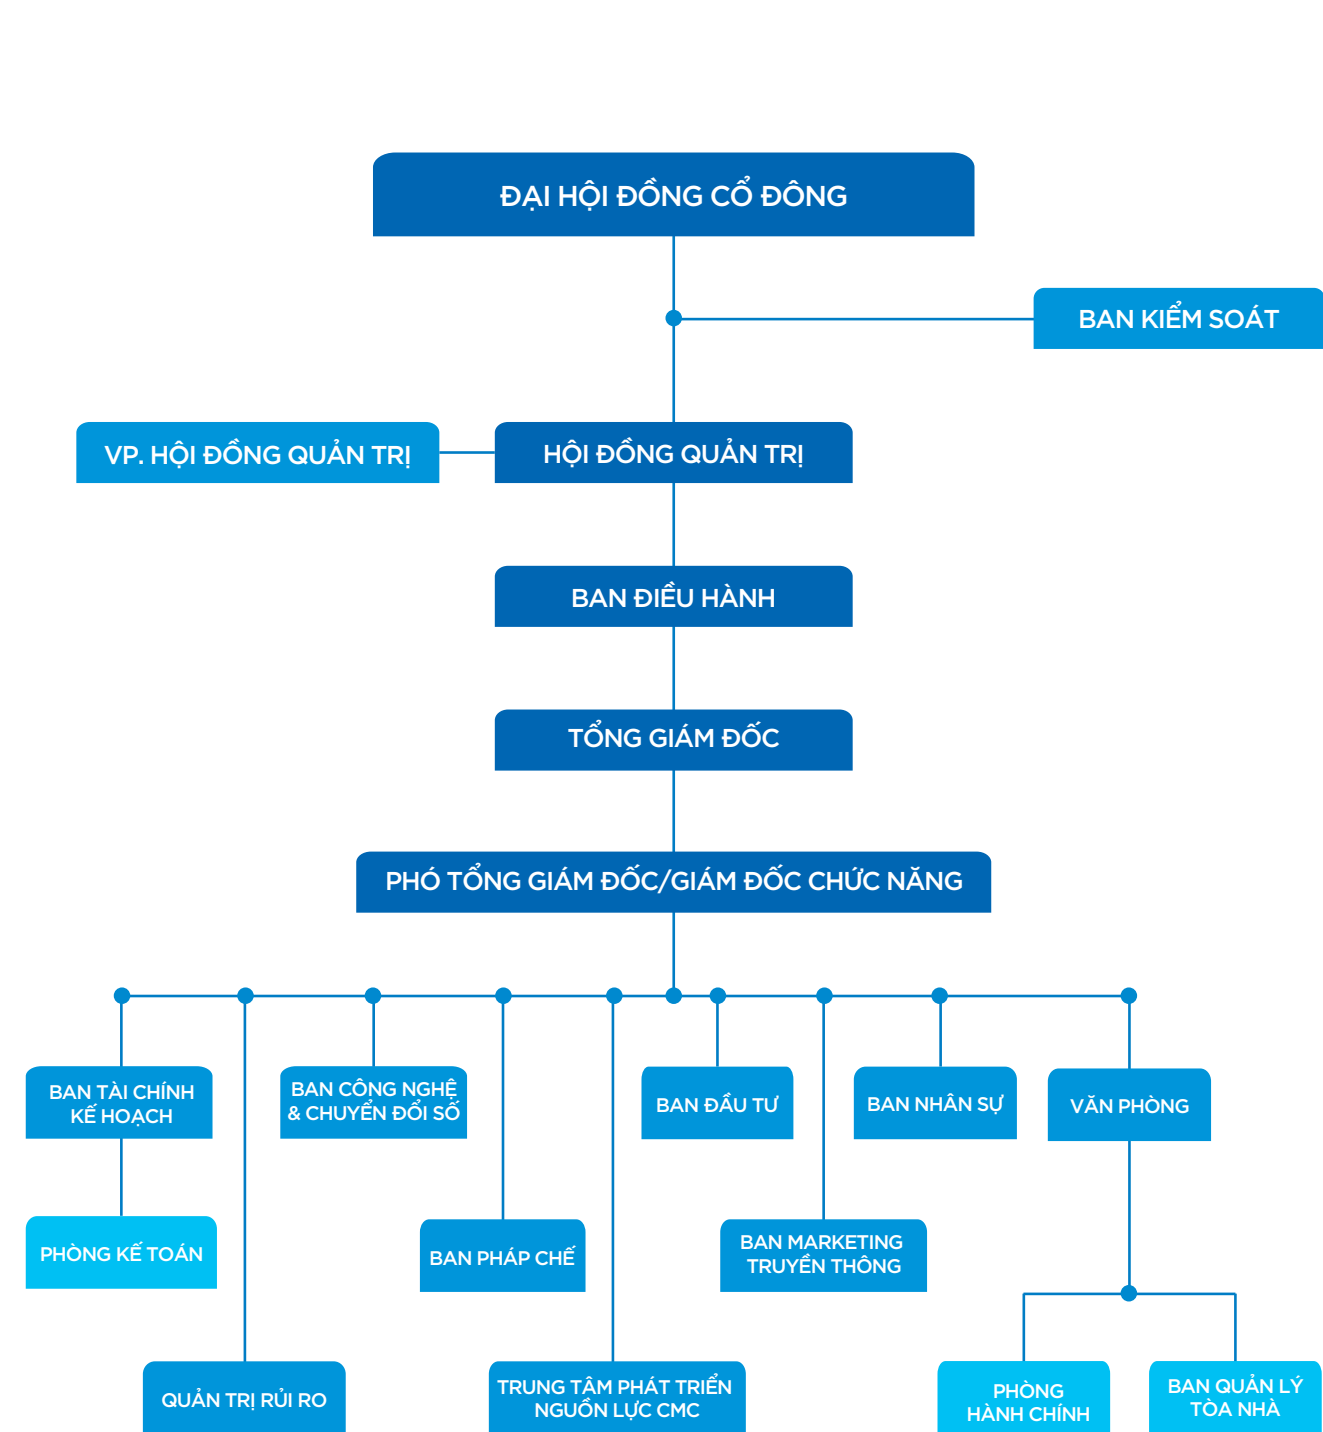 ĐẠI HỘI ĐỒNG CỔ ĐÔNG
BAN KIỂM SOÁT
VP. HỘI ĐỒNG QUẢN TRỊ
HỘI ĐỒNG QUẢN TRỊ
BAN ĐIỀU HÀNH
TỔNG GIÁM ĐỐC
PHÓ TỔNG GIÁM ĐỐC/GIÁM ĐỐC CHỨC NĂNG
BAN TÀI CHÍNH
KẾ HOẠCH
BAN CÔNG NGHỆ
& CHUYỂN ĐỔI SỐ
BAN ĐẦU TƯ
BAN NHÂN SỰ
VĂN PHÒNG
PHÒNG KẾ TOÁN
BAN PHÁP CHẾ
BAN MARKETING
TRUYỀN THÔNG
QUẢN TRỊ RỦI RO
TRUNG TÂM PHÁT TRIỂN
NGUỒN LỰC CMC
PHÒNG
HÀNH CHÍNH
BAN QUẢN LÝ
TÒA NHÀ